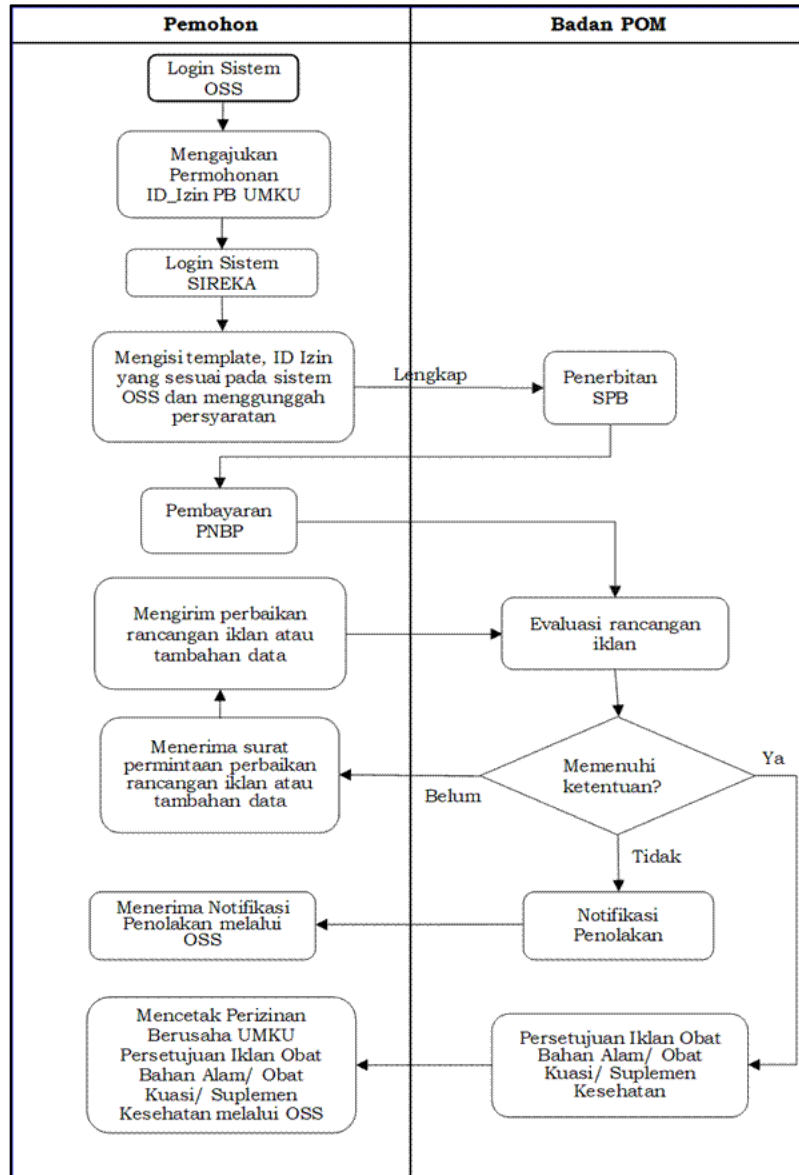 Pemohon
Badan POM
Login Sistem
OSS
Mengajukan
Permohonan
ID_Izin PB UMKU
Login Sistem
SIREKA
Mengisi template, ID Izin
yang sesuai pada sistem
OSS dan menggunggah
persyaratan
Lengkap
Penerbitan
SPB
Pembayaran
PNBP
Mengirim perbaikan
rancangan iklan atau
tambahan data
Evaluasi rancangan
iklan
Menerima surat
permintaan perbaikan
rancangan iklan atau
tambahan data
Belum
Memenuhi
ketentuan?
Ya
Tidak
Menerima Notifikasi
Penolakan melalui
OSS
Notifikasi
Penolakan
Mencetak Perizinan
Berusaha UMKU
Persetujuan Iklan Obat
Bahan Alam/ Obat
Kuasi/ Suplemen
Kesehatan melalui OSS
Persetujuan Iklan Obat
Bahan Alam/ Obat
Kuasi/ Suplemen
Kesehatan